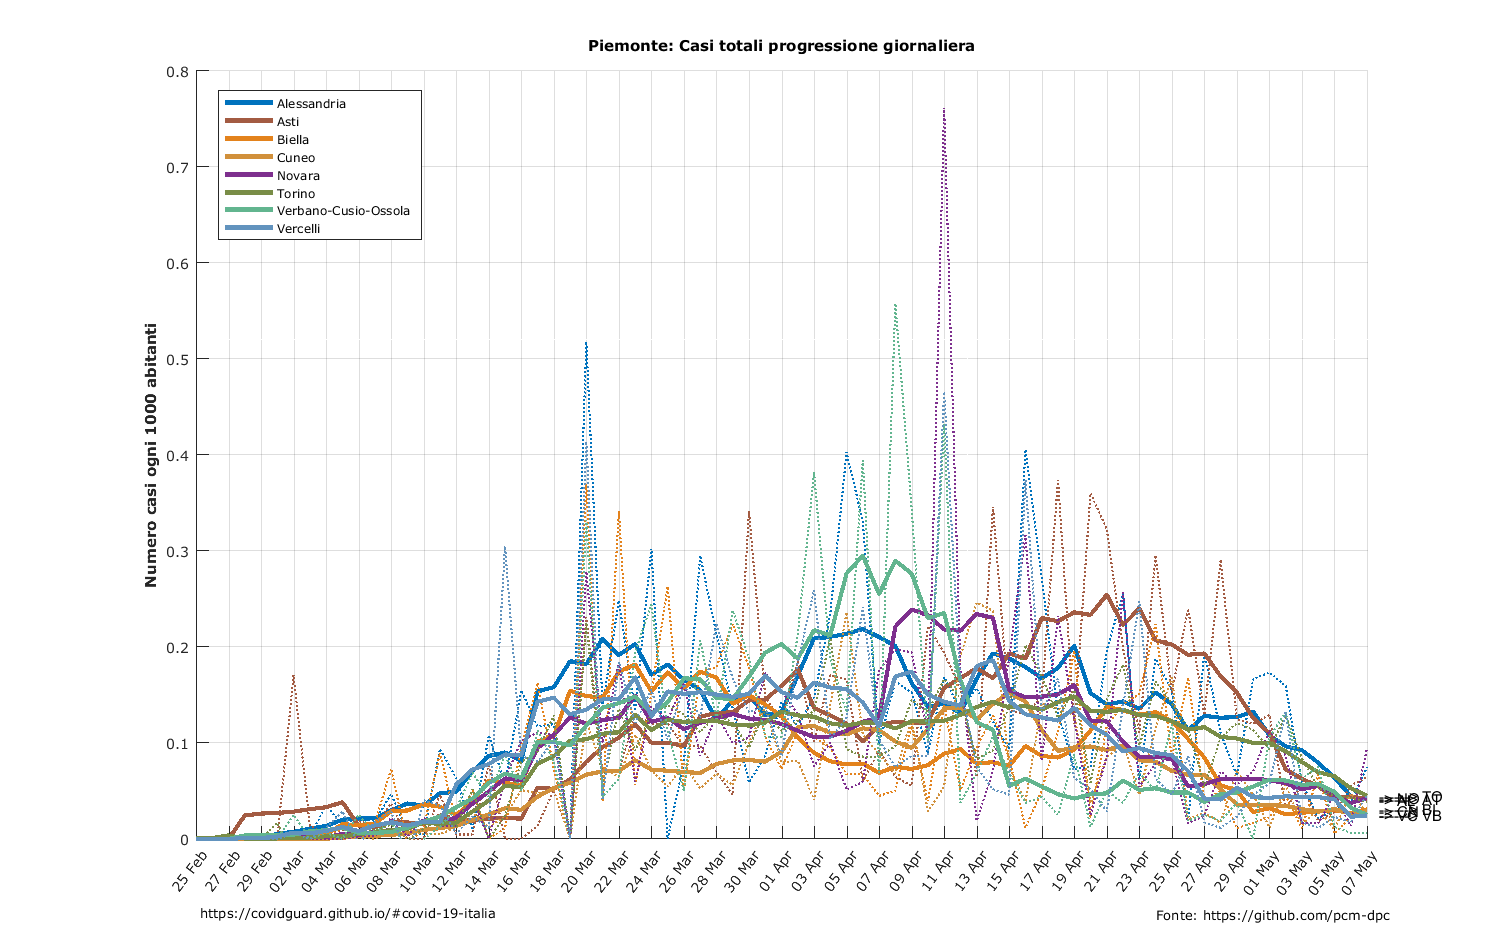 Piemonte: Casi totali progressione giornaliera
Numero casi ogni 1000 abitanti
0.8
0.7
0.6
0.5
0.4
0.3
0.2
0.1
0
Alessandria
Asti
Biella
Cuneo
Novara
Torino
Verbano-Cusio-Ossola
Vercelli
25 Feb
27 Feb
29 Feb
02 Mar
04 Mar
06 Mar
08 Mar
10 Mar
12 Mar
14 Mar
16 Mar
18 Mar
20 Mar
22 Mar
24 Mar
26 Mar
28 Mar
30 Mar
01 Apr
03 Apr
05 Apr
07 Apr
09 Apr
11 Apr
13 Apr
15 Apr
17 Apr
19 Apr
21 Apr
23 Apr
25 Apr
27 Apr
29 Apr
01 May
03 May
05 May
07 May
TO
AT
BI
VB
https://covidguard.github.io/#covid-19-italia
Fonte: https://github.com/pcm-dpc